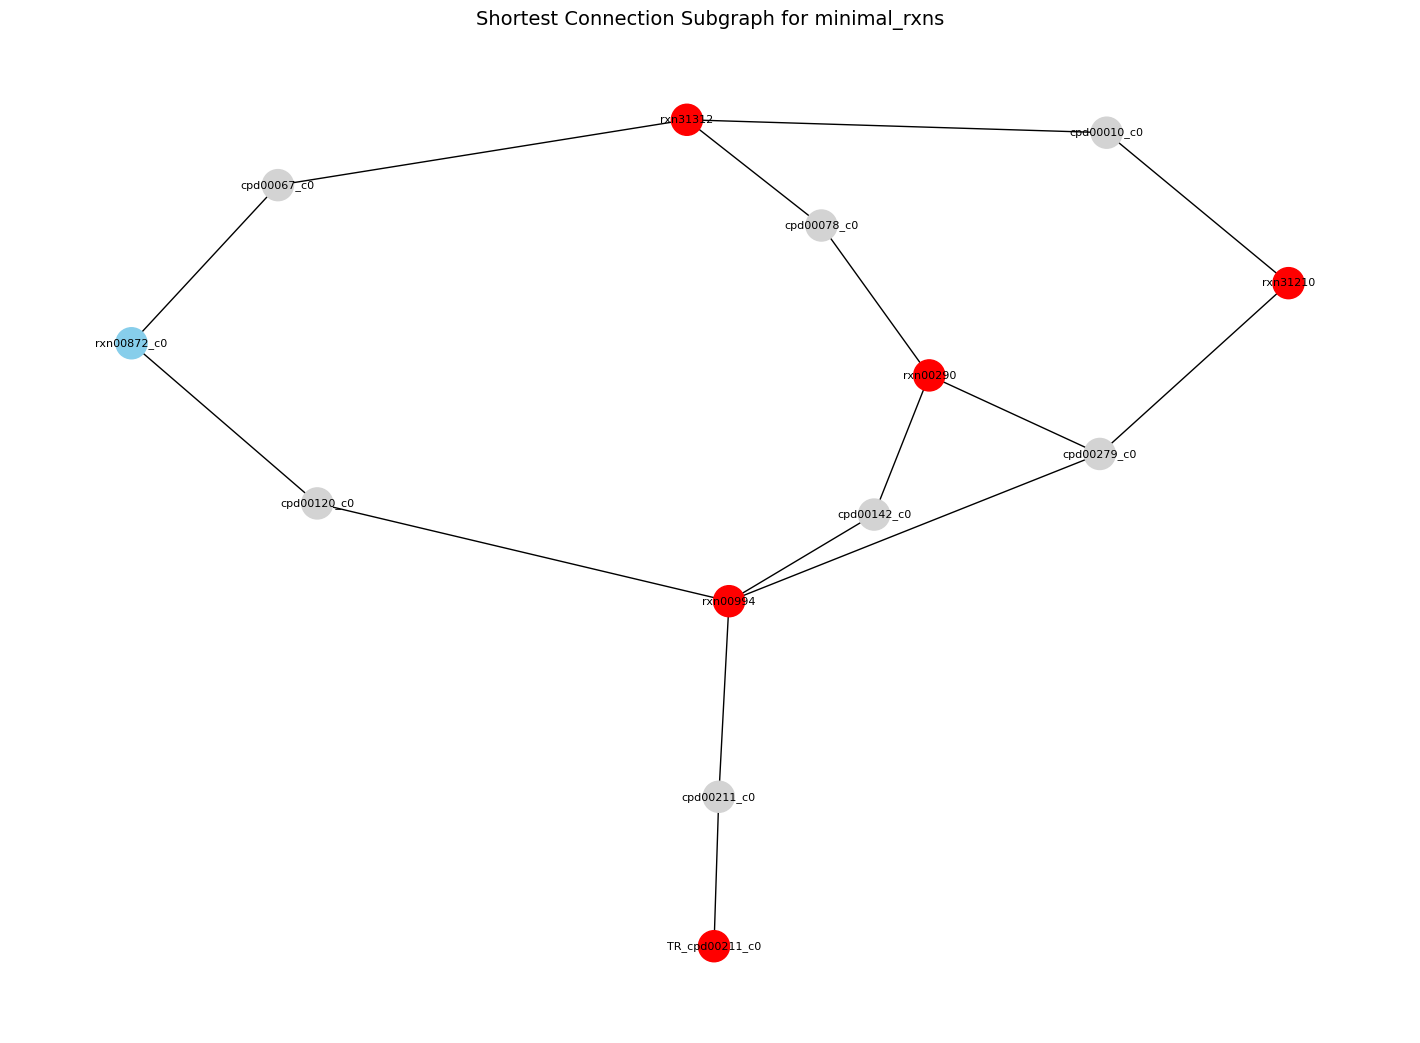 Shortest Connection Subgraph for minimal_rxns
rxn31312
cpd00010_c0
cpd00067_c0
cpd00078_c0
rxn31210
rxn00872_c0
rxn00290
cpd00279_c0
cpd00120_c0
cpd00142_c0
rxn00994
cpd00211_c0
TR_cpd00211_c0